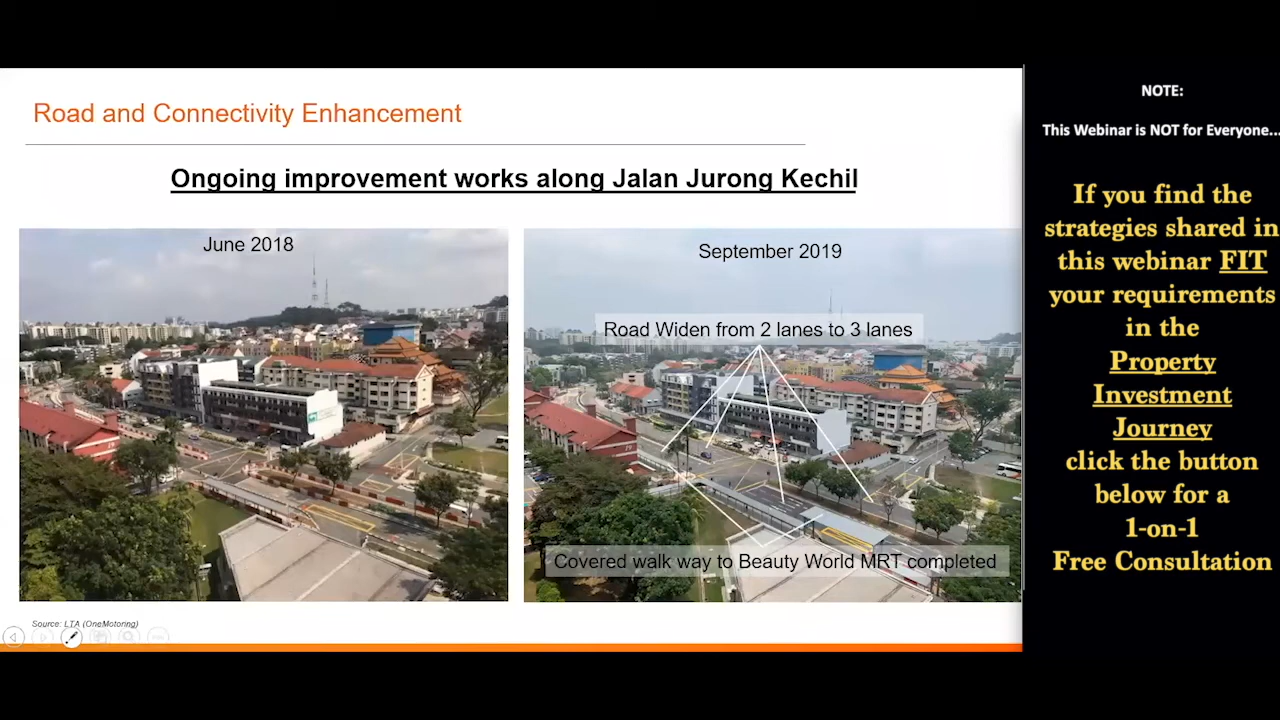 Road and Connectivity Enhancement
Ongoing improvement works along Jalan Jurong Kechil
June 2018
September 2019
Road Widen from 2 lanes to 3 lanes
Covered walk way to Beauty World MRT completed
Source: LTA (OneMotoring)
NOTE:
This Webinar is NOT for Everyone...
If you find the
strategies shared in
this webinar FIT
your requirements
in the
Property
Investment
Journey
click the button
below for a
1-on-1
Free Consultation